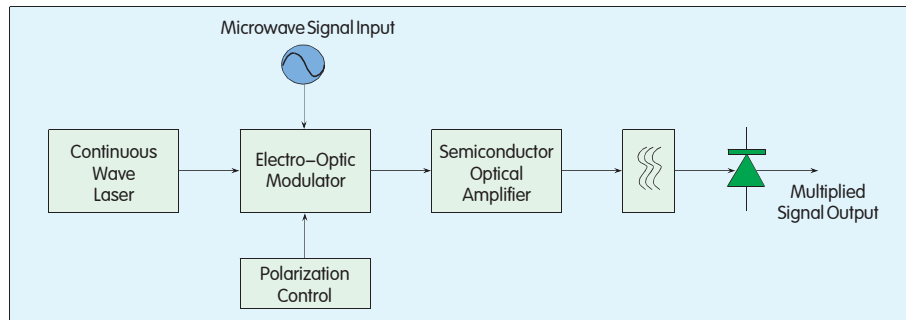 Microwave Signal Input
Continuous
Wave
Laser
Electro-Optic
Modulator
Semiconductor
Optical
Amplifier
Multiplied
Signal Output
Polarization
Control